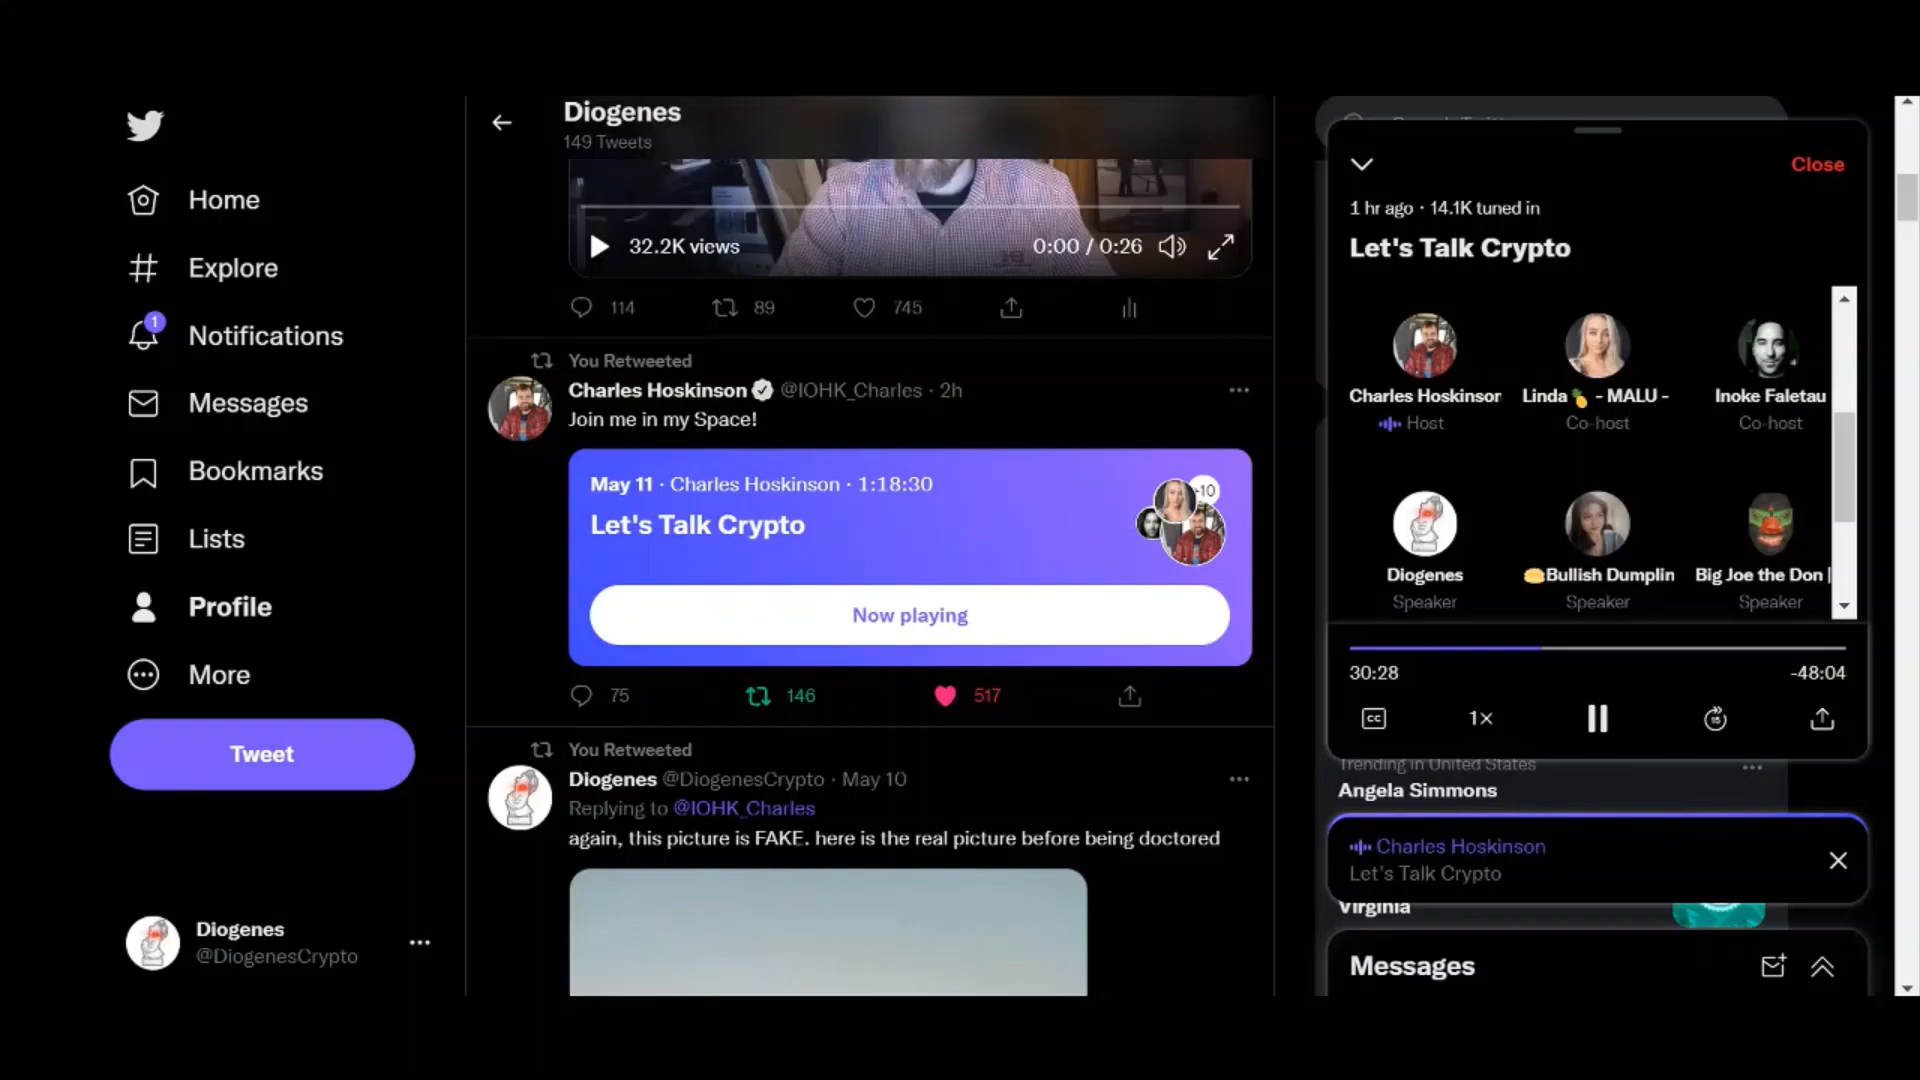 Home
Explore
1
Notifications
Messages
Bookmarks
Lists
Profile
More
Tweet
Diogenes
@DiogenesCrypto
Diogenes
149 Tweets
32.2K views
0:00 / 0:26
114
89
745
You Retweeted
Charles Hoskinson @IOHK_Charles · 2h
Join me in my Space!
May 11 · Charles Hoskinson · 1:18:30
+10
Let's Talk Crypto
Now playing
75
146
517
You Retweeted
Diogenes @DiogenesCrypto · May 10
Replying to @IOHK_Charles
again, this picture is FAKE. here is the real picture before being doctored
Close
1 hr ago · 14.1K tuned in
Let's Talk Crypto
Charles Hoskinson
Host
Linda 🍍 - MALU -
Co-host
Inoke Faletau
Co-host
Diogenes
Speaker
Bullish Dumplin
Speaker
Big Joe the Don |
Speaker
30:28
-48:04
CC
1×
15
Trending in United States
Angela Simmons
Charles Hoskinson
Let's Talk Crypto
Virginia
Messages